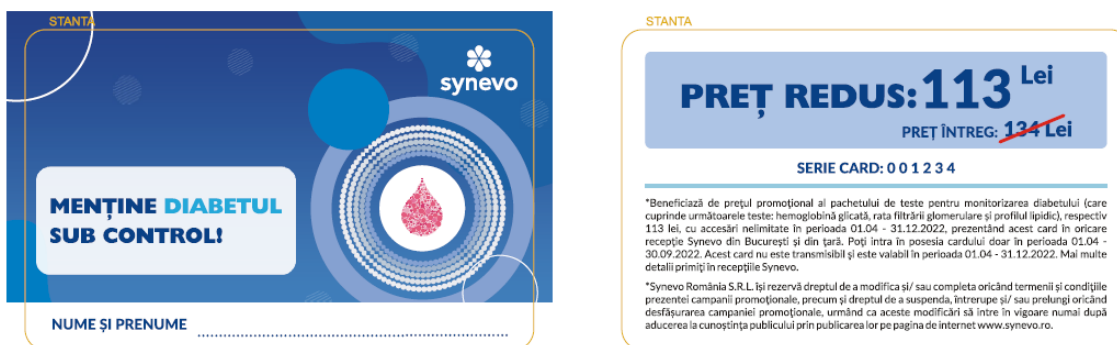 STANTA
synevo
MENȚINE DIABETUL
SUB CONTROL!
NUME ȘI PRENUME
STANTA
PREȚ REDUS: 113 Lei
PREȚ ÎNTREG: 134 Lei
SERIE CARD: 0 0 1 2 3 4
*Beneficiază de prețul promoțional al pachetului de teste pentru monitorizarea diabetului (care
cuprinde următoarele teste: hemoglobină glicată, rata filtrării glomerulare și profilul lipidic), respectiv
113 lei, cu accesări nelimitate în perioada 01.04 - 31.12.2022, prezentând acest card în oricare
recepție Synevo din București și din țară. Poți intra în posesia cardului doar în perioada 01.04 -
30.09.2022. Acest card nu este transmisibil și este valabil în perioada 01.04 - 31.12.2022. Mai multe
detalii primiți în recepțiile Synevo.
*Synevo România S.R.L. își rezervă dreptul de a modifica și/ sau completa oricând termenii și condițiile
prezentei campanii promoționale, precum și dreptul de a suspenda, întrerupe și/ sau prelungi oricând
desfășurarea campaniei promoționale, urmând ca aceste modificări să intre în vigoare numai după
aducerea la cunoștința publicului prin publicarea lor pe pagina de internet www.synevo.ro.